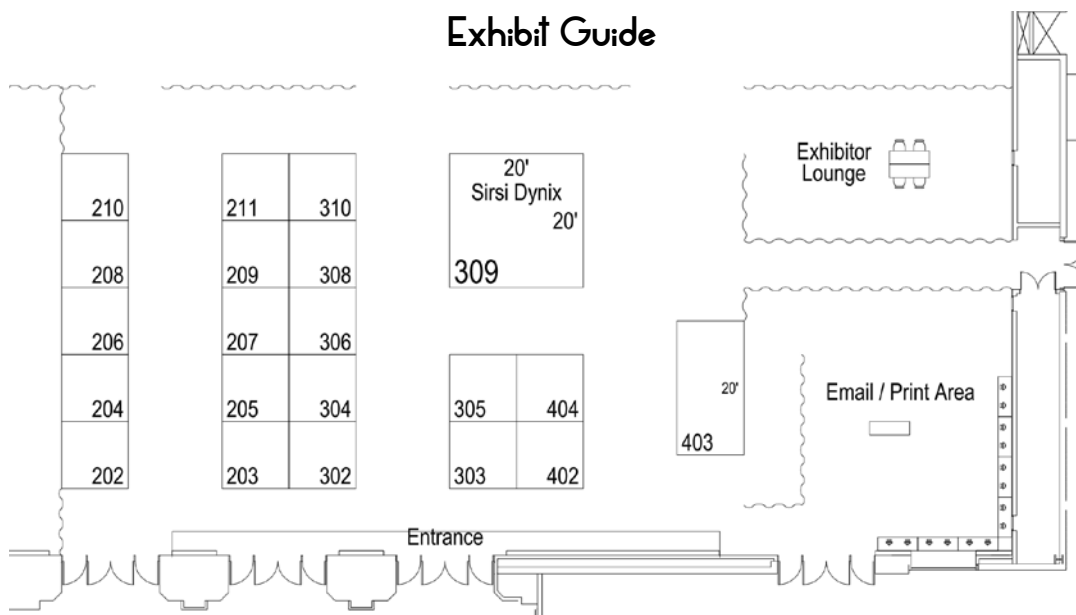 Exhibit Guide
20'
Sirsi Dynix
20'
309
Exhibitor
Lounge
210
211 310
208
209 308
206
207 306
204
205 304
202
203 302
305 404
303 402
20'
403
Email / Print Area
Entrance